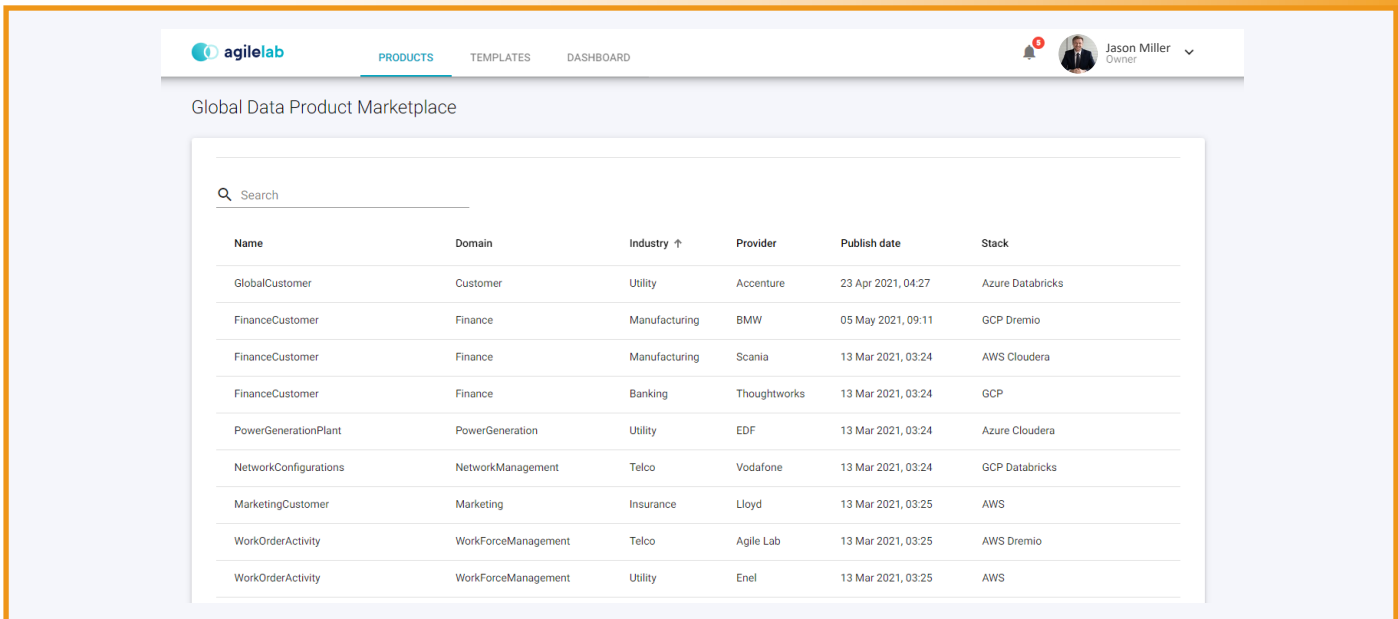 agilelab PRODUCTS TEMPLATES DASHBOARD 5 Jason Miller
Owner
Global Data Product Marketplace
Search
Name Domain Industry Provider Publish date Stack
GlobalCustomer Customer Utility Accenture 23 Apr 2021, 04:27 Azure Databricks
FinanceCustomer Finance Manufacturing BMW 05 May 2021, 09:11 GCP Dremio
FinanceCustomer Finance Manufacturing Scania 13 Mar 2021, 03:24 AWS Cloudera
FinanceCustomer Finance Banking Thoughtworks 13 Mar 2021, 03:24 GCP
PowerGenerationPlant PowerGeneration Utility EDF 13 Mar 2021, 03:24 Azure Cloudera
NetworkConfigurations NetworkManagement Telco Vodafone 13 Mar 2021, 03:24 GCP Databricks
MarketingCustomer Marketing Insurance Lloyd 13 Mar 2021, 03:25 AWS
WorkOrderActivity WorkForceManagement Telco Agile Lab 13 Mar 2021, 03:25 AWS Dremio
WorkOrderActivity WorkForceManagement Utility Enel 13 Mar 2021, 03:25 AWS